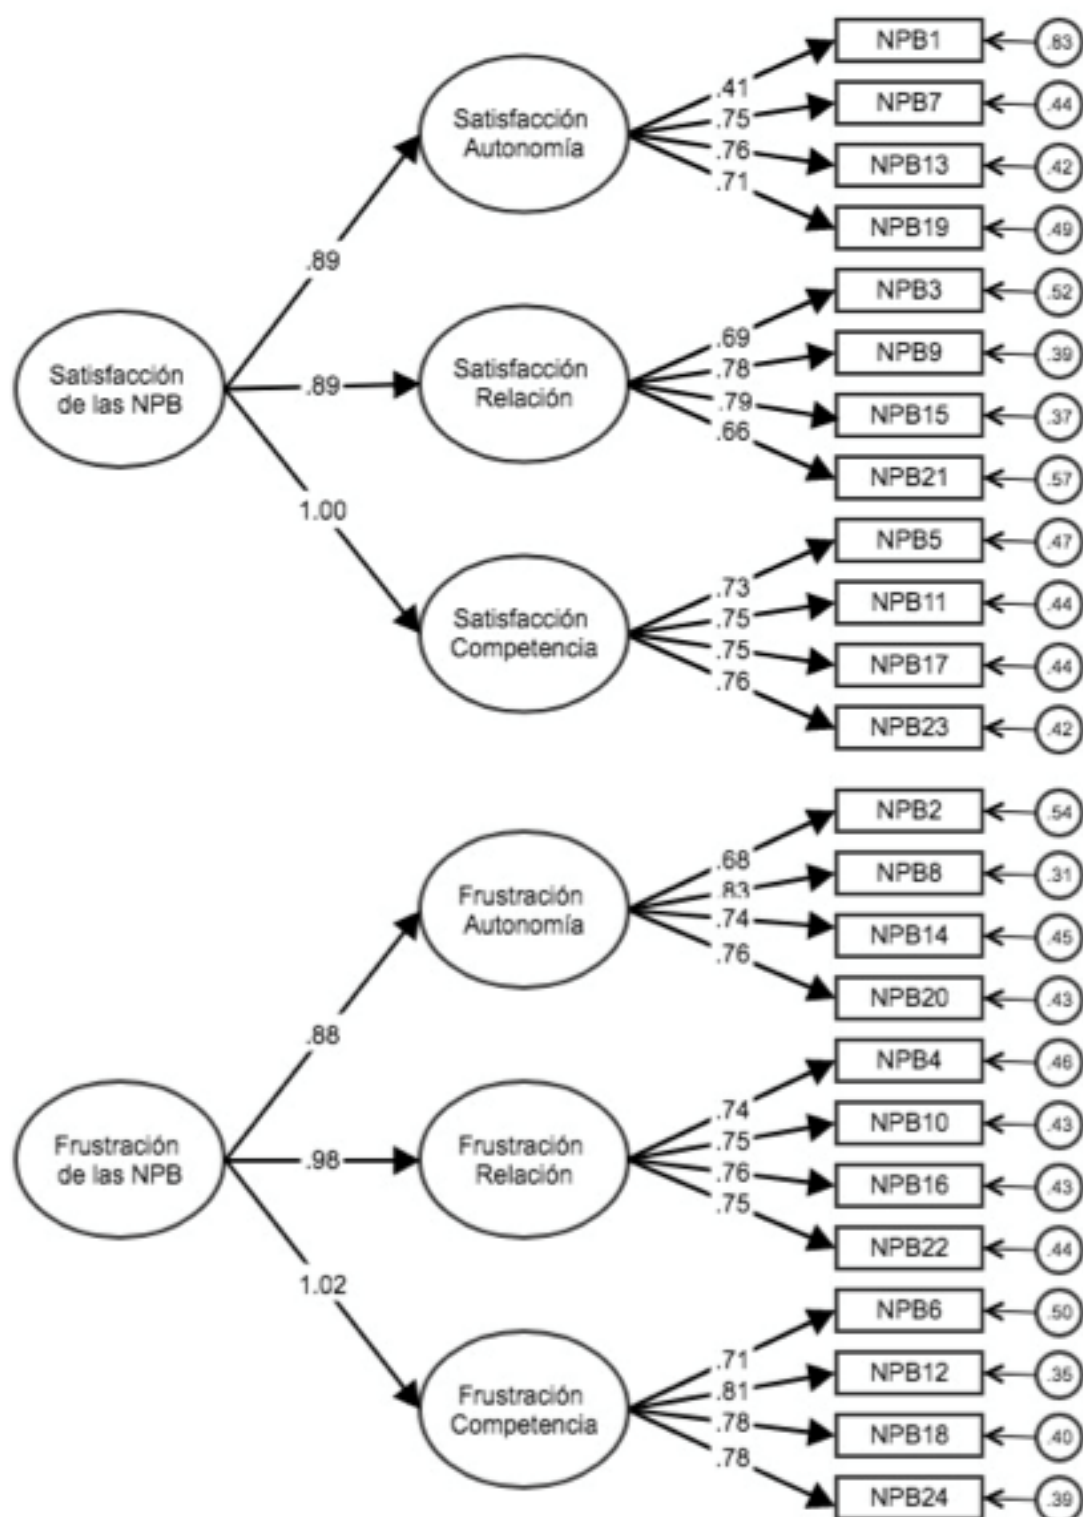 NPB1
.83
.41
Satisfacción
Autonomía
.75
NPB7
.44
.76
NPB13
.42
.71
NPB19
.49
.89
NPB3
.52
.69
Satisfacción
de las NPB
.89
Satisfacción
Relación
.78
NPB9
.39
.79
NPB15
.37
.66
NPB21
.57
1.00
NPB5
.47
.73
Satisfacción
Competencia
.75
NPB11
.44
.75
NPB17
.44
.76
NPB23
.42
NPB2
.54
.68
Frustración
Autonomía
.83
NPB8
.31
.74
NPB14
.45
.76
NPB20
.43
.88
NPB4
.46
.74
Frustración
de las NPB
.98
Frustración
Relación
.75
NPB10
.43
.76
NPB16
.43
.75
NPB22
.44
1.02
NPB6
.50
.71
Frustración
Competencia
.81
NPB12
.35
.78
NPB18
.40
.78
NPB24
.39